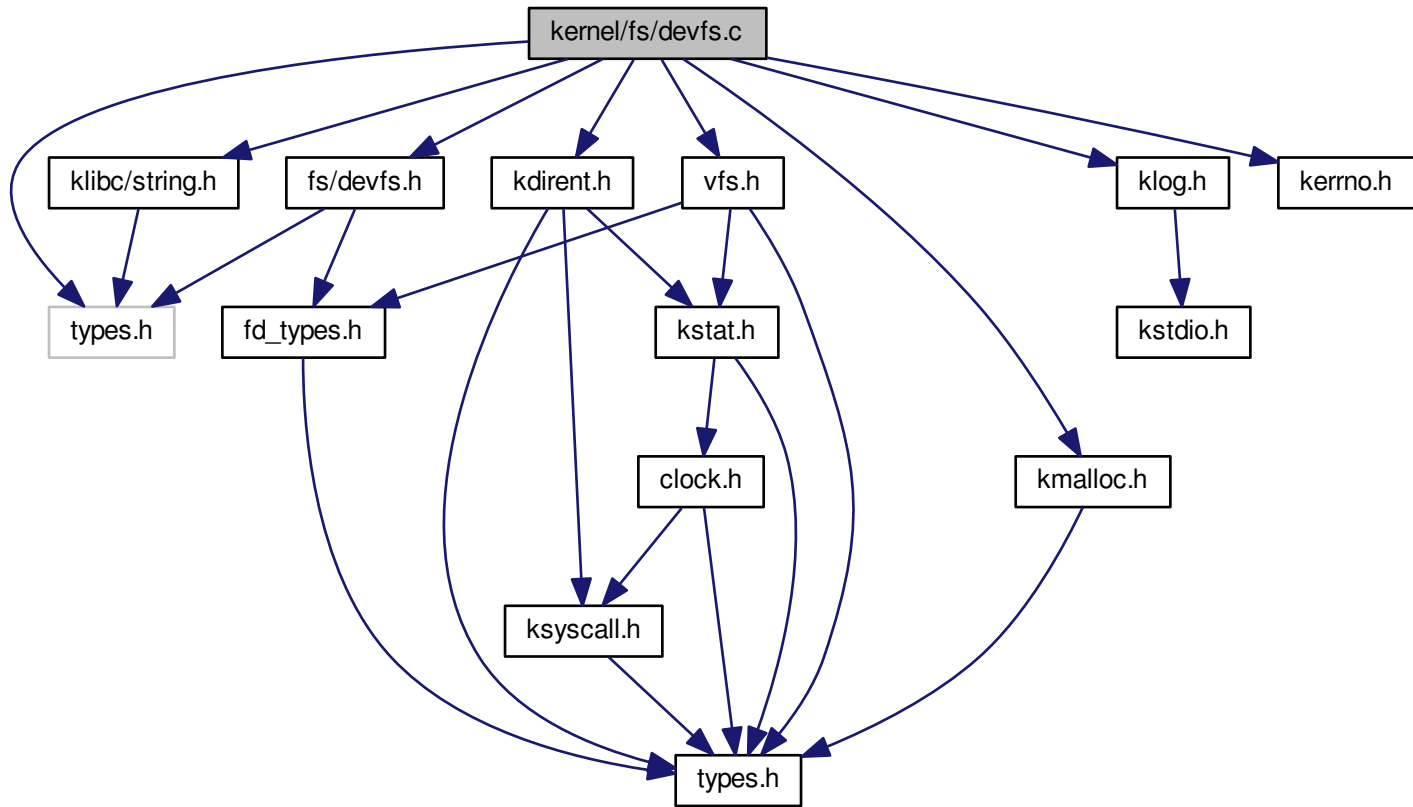 kernel/fs/devfs.c
klibc/string.h
fs/devfs.h
kdirent.h
vfs.h
klog.h
kerrno.h
types.h
fd_types.h
kstat.h
kstdio.h
clock.h
kmalloc.h
ksyscall.h
types.h